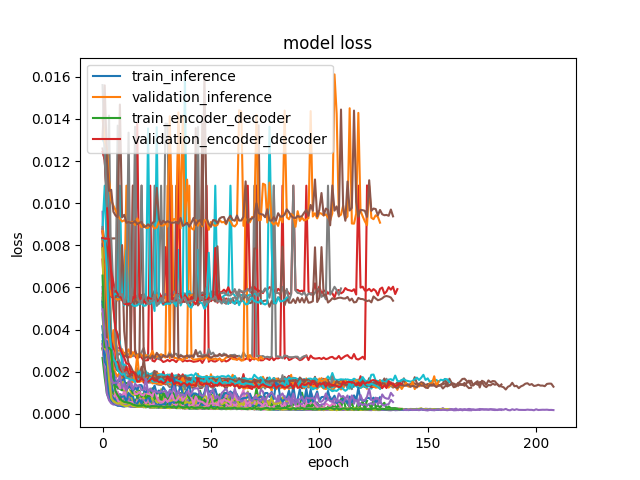 model loss
train_inference
validation_inference
train_encoder_decoder
validation_encoder_decoder
loss
0.016
0.014
0.012
0.010
0.008
0.006
0.004
0.002
0.000
0 50 100 150 200
epoch